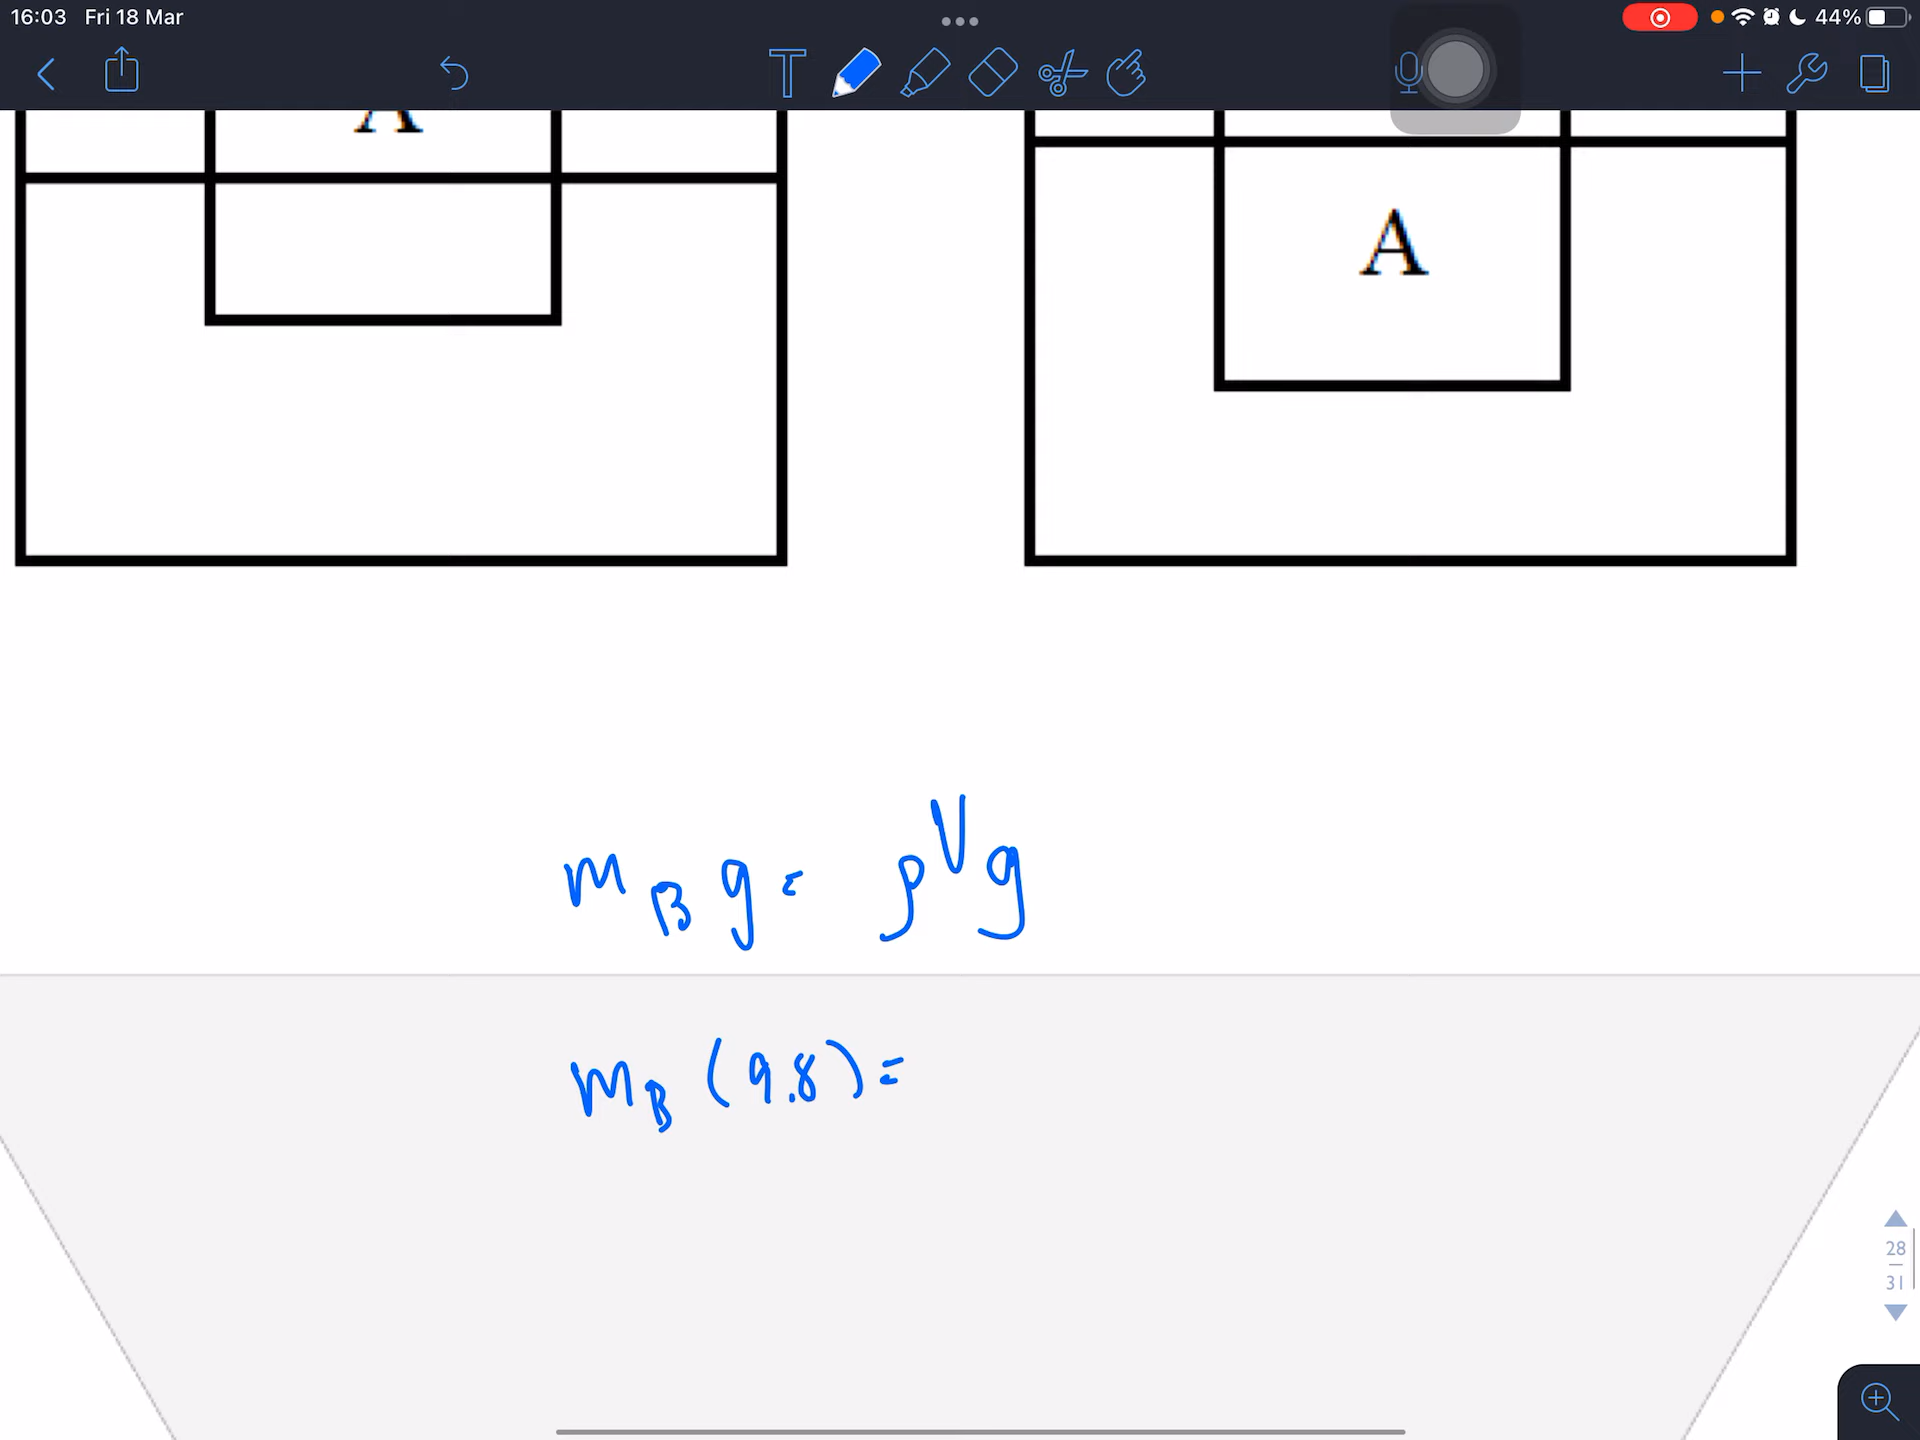 16:03 Fri 18 Mar
44%
T
A
A
m_B g = ρVg
m_B (9.8) =
28
31